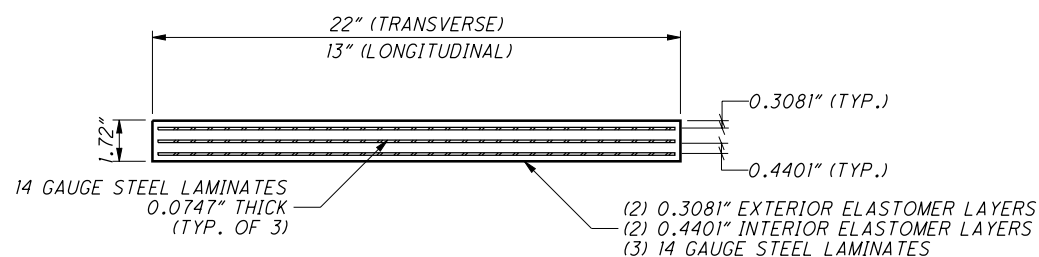 22" (TRANSVERSE)
13" (LONGITUDINAL)
0.3081" (TYP.)
1.72"
0.4401" (TYP.)
14 GAUGE STEEL LAMINATES
0.0747" THICK
(TYP. OF 3)
(2) 0.3081" EXTERIOR ELASTOMER LAYERS
(2) 0.4401" INTERIOR ELASTOMER LAYERS
(3) 14 GAUGE STEEL LAMINATES